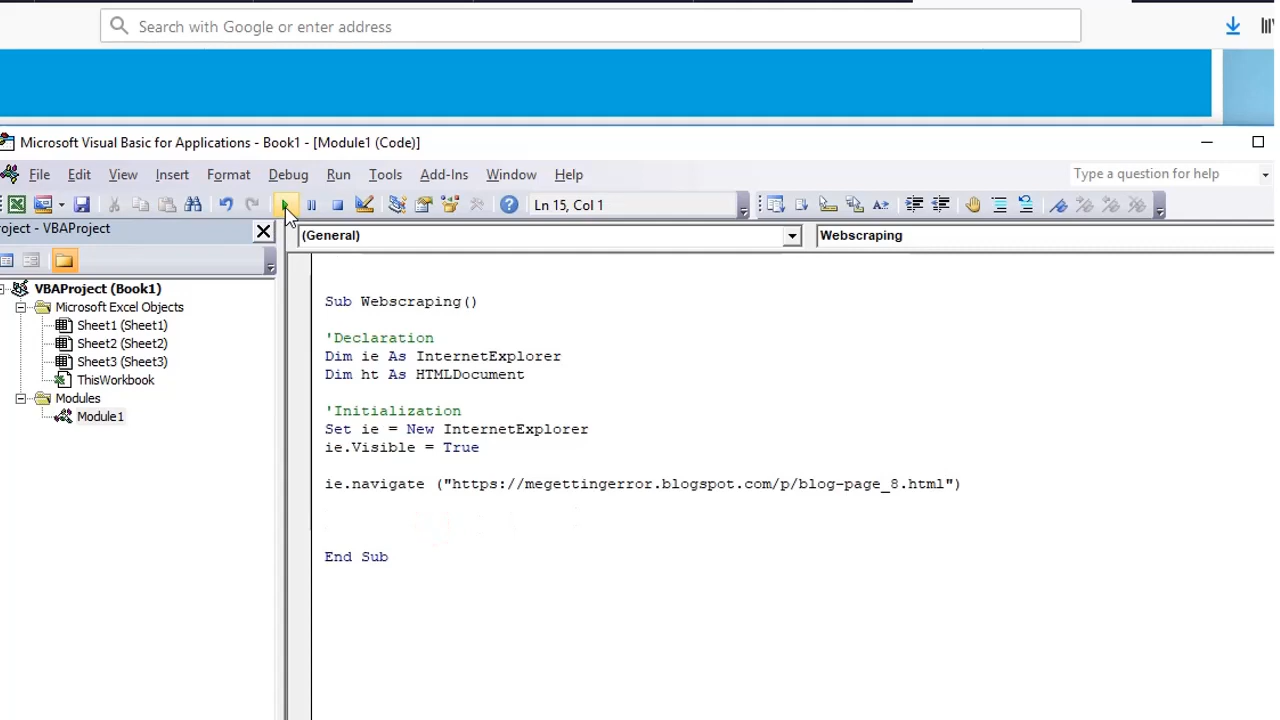 Search with Google or enter address
Microsoft Visual Basic for Applications - Book1 - [Module1 (Code)]
File Edit View Insert Format Debug Run Tools Add-Ins Window Help
Type a question for help
Ln 15, Col 1
roject - VBAProject
(General)
Webscraping
VBAProject (Book1)
Microsoft Excel Objects
Sheet1 (Sheet1)
Sheet2 (Sheet2)
Sheet3 (Sheet3)
ThisWorkbook
Modules
Module1
Sub Webscraping()
'Declaration
Dim ie As InternetExplorer
Dim ht As HTMLDocument
'Initialization
Set ie = New InternetExplorer
ie.Visible = True
ie.navigate ("https://megettingerror.blogspot.com/p/blog-page_8.html")
End Sub